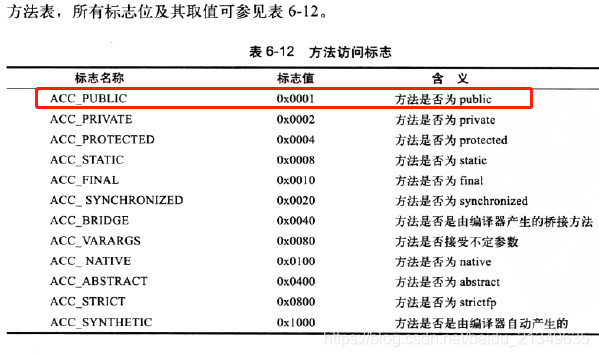 方法表，所有标志位及其取值可参见表 6-12。
表 6-12 方法访问标志
标志名称 标志值 含 义
ACC_PUBLIC 0x0001 方法是否为 public
ACC_PRIVATE 0x0002 方法是否为 private
ACC_PROTECTED 0x0004 方法是否为 protected
ACC_STATIC 0x0008 方法是否为 static
ACC_FINAL 0x0010 方法是否为 final
ACC_ SYNCHRONIZED 0x0020 方法是否为 synchronized
ACC_BRIDGE 0x0040 方法是否是由编译器产生的桥接方法
ACC_VARARGS 0x0080 方法是否接受不定参数
ACC_ NATIVE 0x0100 方法是否为 native
ACC_ABSTRACT 0x0400 方法是否为 abstract
ACC_STRICT 0x0800 方法是否为 strictfp
ACC_SYNTHETIC 0x1000 方法是否是由编译器自动产生的
https://blog.csdn.net/baidu_21349635